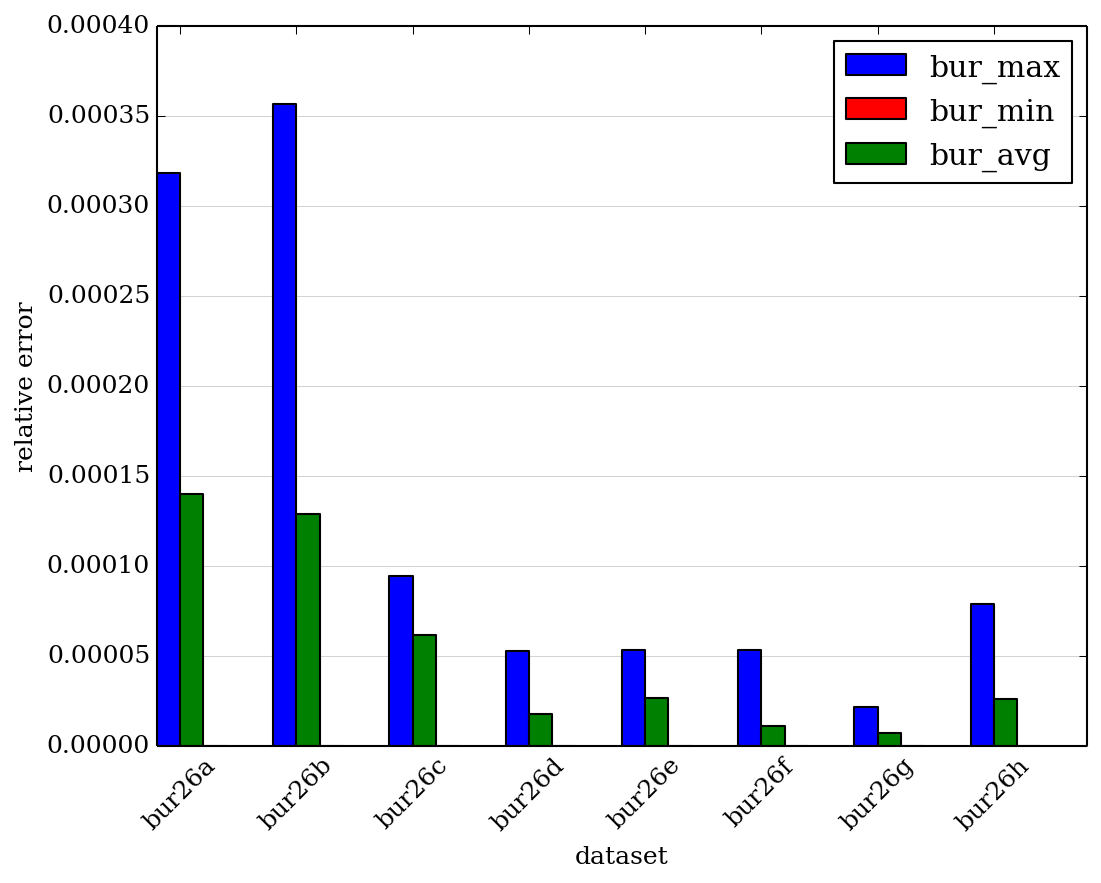 0.00040
0.00035
0.00030
0.00025
0.00020
0.00015
0.00010
0.00005
0.00000
relative error
bur_max
bur_min
bur_avg
bur26a
bur26b
bur26c
bur26d
bur26e
bur26f
bur26g
bur26h
dataset